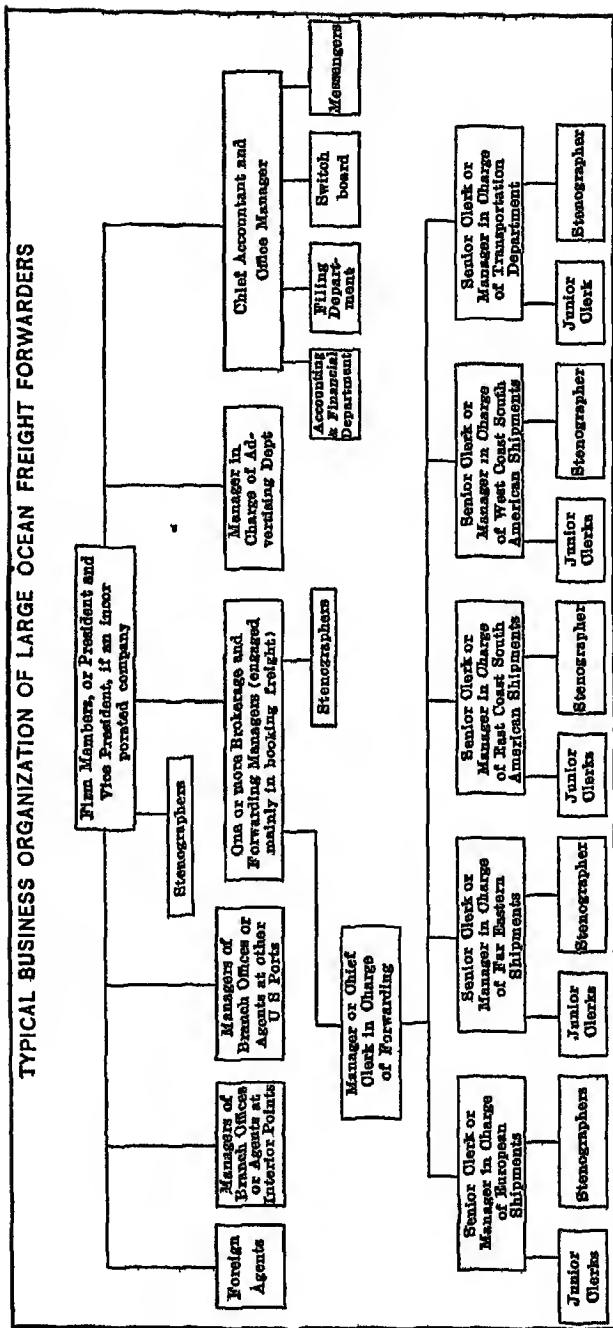 TYPICAL BUSINESS ORGANIZATION OF LARGE OCEAN FREIGHT FORWARDERS
Firm Members, or President and
Vice President, if an incor
porated company
Stenographers
Foreign
Agents
Managers of
Branch Offices
or Agents at
Interior Points
Managers of
Branch Offices or
Agents at other
U S Ports
One or more Brokerage and
Forwarding Managers (engaged
mainly in booking freight)
Stenographers
Manager in
Charge of Ad-
vertising Dept
Chief Accountant and
Office Manager
Accounting
& Financial
Department
Filing
Depart-
ment
Switch
board
Messengers
Manager or Chief
Clerk in Charge
of Forwarding
Senior Clerk or
Manager in Charge
of European
Shipments
Junior
Clerks
Stenographers
Senior Clerk or
Manager in Charge
of Far Eastern
Shipments
Junior
Clerks
Stenographer
Senior Clerk or
Manager in Charge
of East Coast South
American Shipments
Junior
Clerks
Stenographer
Senior Clerk or
Manager in Charge
of West Coast South
American Shipments
Junior
Clerks
Stenographer
Senior Clerk or
Manager in Charge
of Transportation
Department
Junior
Clerk
Stenographer